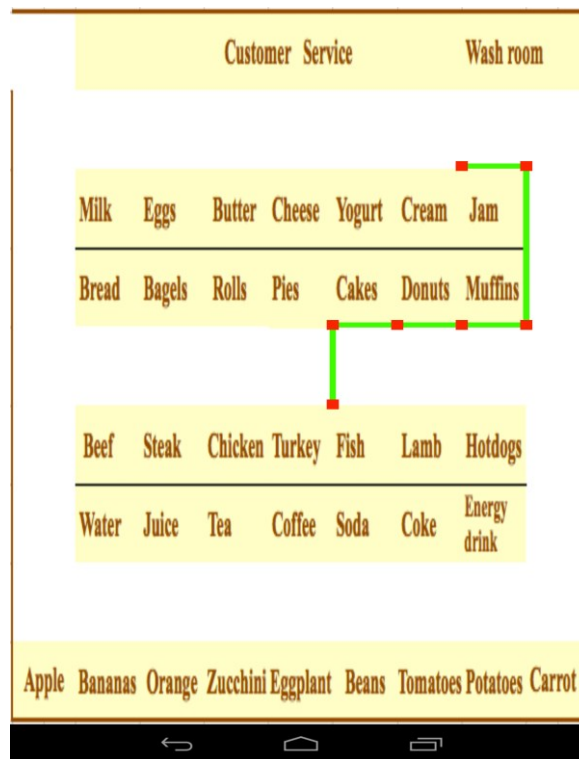 Customer Service Wash room
Milk Eggs Butter Cheese Yogurt Cream Jam
Bread Bagels Rolls Pies Cakes Donuts Muffins
Beef Steak Chicken Turkey Fish Lamb Hotdogs
Water Juice Tea Coffee Soda Coke Energy drink
Apple Bananas Orange Zucchini Eggplant Beans Tomatoes Potatoes Carrot